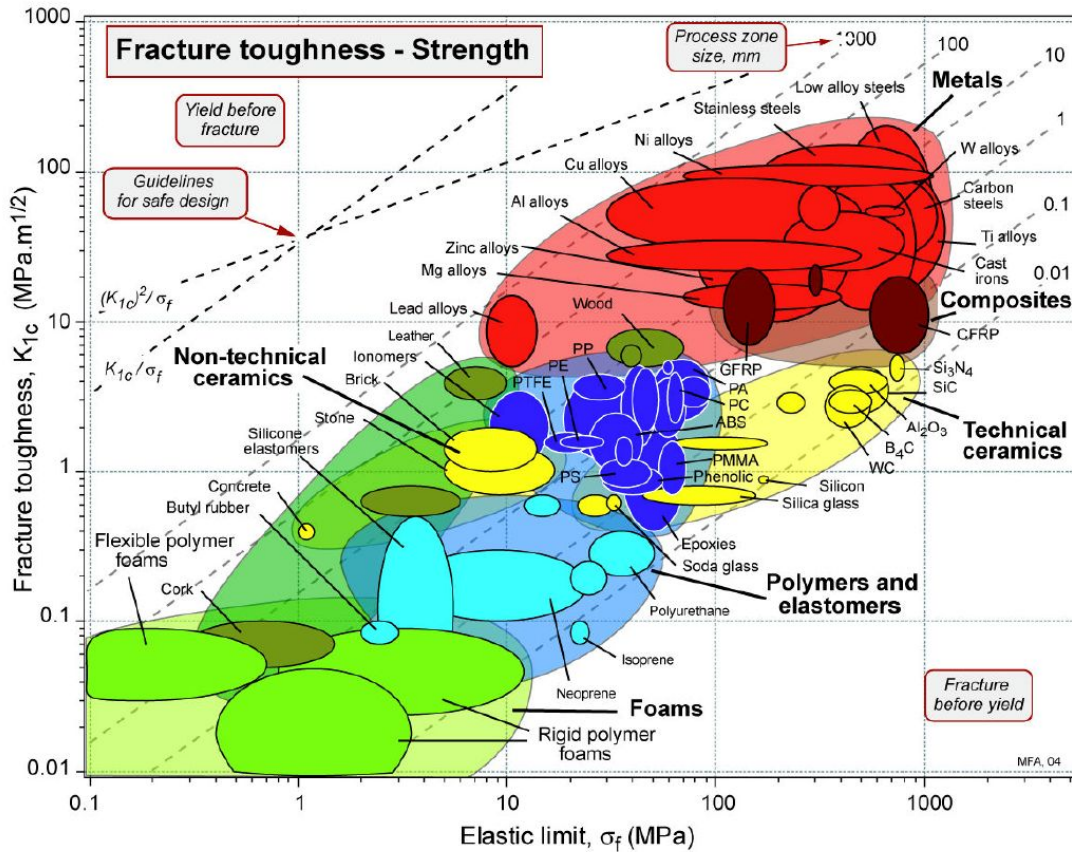 1000
100
10
1
0.1
0.01
Fracture toughness, K1c (MPa.m1/2)
Fracture toughness - Strength
Process zone
size, mm
1000
100
10
1
0.1
0.01
Yield before
fracture
Guidelines
for safe design
(K1c)²/σf
K1c/σf
Metals
Low alloy steels
Stainless steels
Ni alloys
W alloys
Cu alloys
Carbon
steels
Al alloys
Ti alloys
Zinc alloys
Cast
irons
Mg alloys
Composites
Wood
Lead alloys
CFRP
Leather
Non-technical
ceramics
Ionomers
PP
GFRP
Si3N4
PE
PA
SiC
Brick
PTFE
PC
Stone
ABS
Al2O3
Technical
ceramics
Silicone
elastomers
B4C
PMMA
WC
PS
Phenolic
Silicon
Concrete
Silica glass
Butyl rubber
Epoxies
Flexible polymer
foams
Soda glass
Polymers and
elastomers
Cork
Polyurethane
Isoprene
Neoprene
Foams
Rigid polymer
foams
Fracture
before yield
MFA, 04
0.1
1
10
100
1000
Elastic limit, σf (MPa)